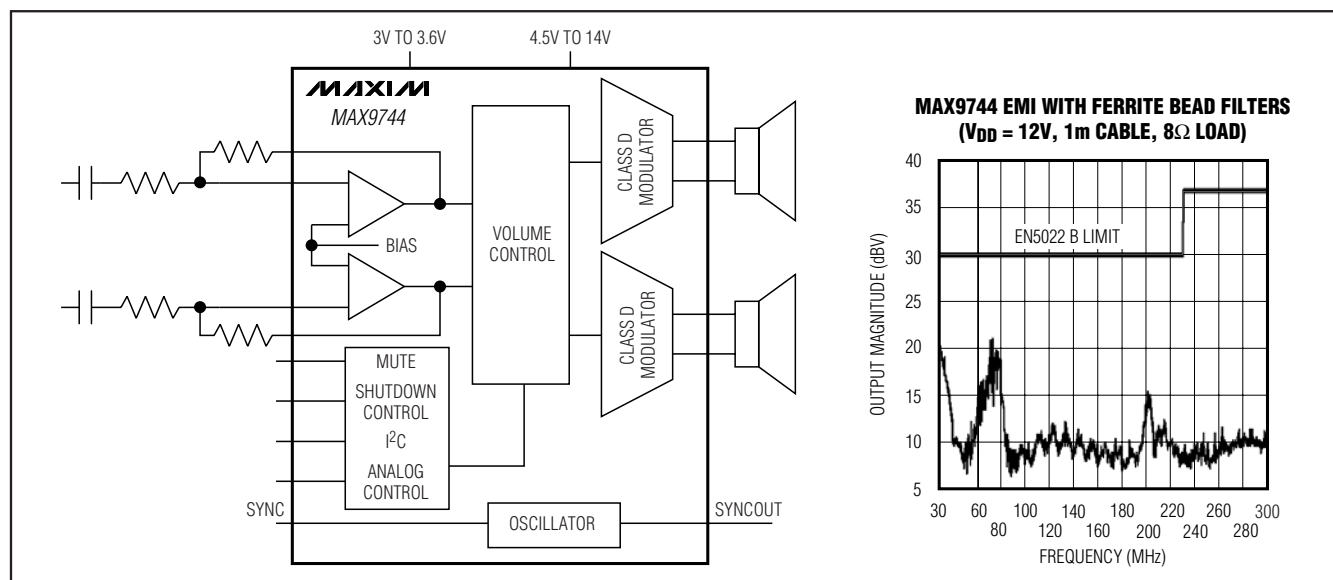 3V TO 3.6V
4.5V TO 14V
MAXIM
MAX9744
BIAS
VOLUME
CONTROL
CLASS D
MODULATOR
CLASS D
MODULATOR
MUTE
SHUTDOWN
CONTROL
I²C
ANALOG
CONTROL
SYNC
OSCILLATOR
SYNCOUT
MAX9744 EMI WITH FERRITE BEAD FILTERS
(VDD = 12V, 1m CABLE, 8Ω LOAD)
OUTPUT MAGNITUDE (dBV)
40
35
30
25
20
15
10
5
EN5022 B LIMIT
30 60 100 140 160 200 220 260 300
80 120 180 240 280
FREQUENCY (MHz)